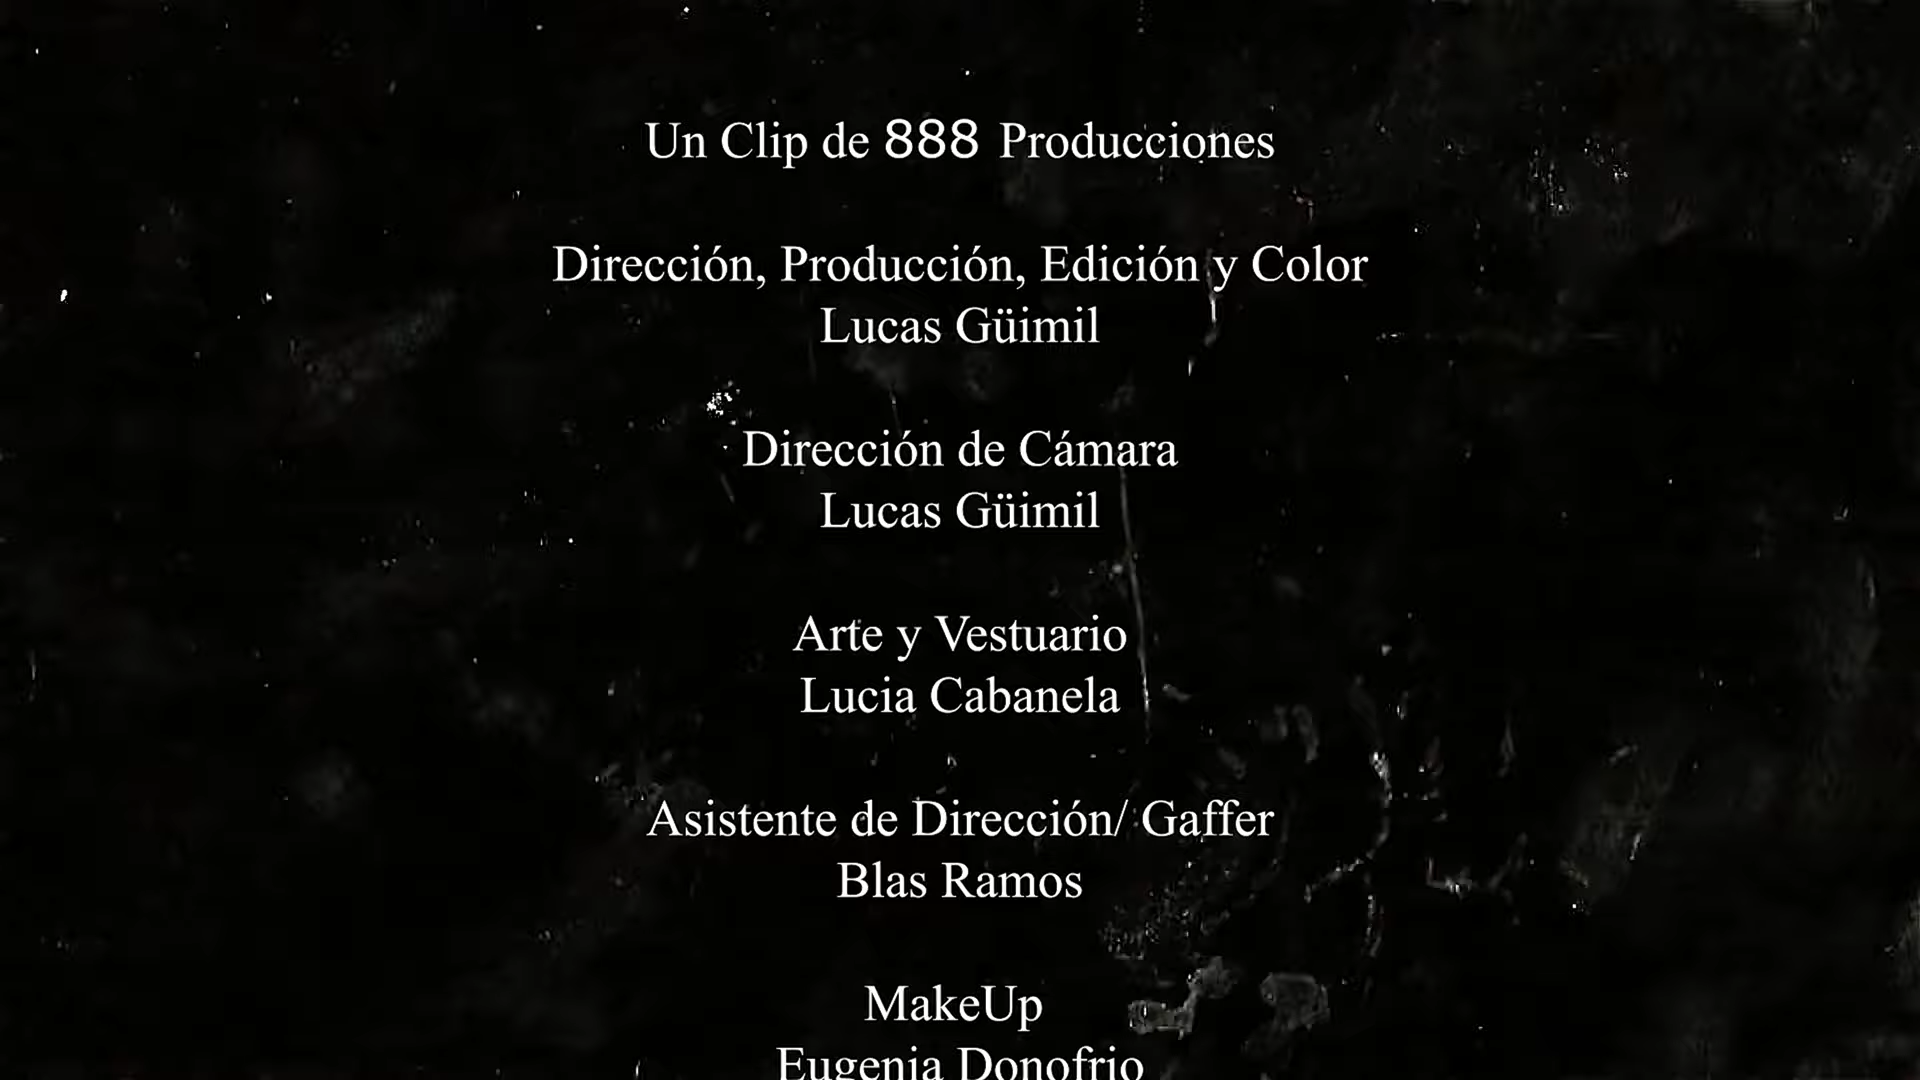 Un Clip de 888 Producciones
Dirección, Producción, Edición y Color
Lucas Güimil
Dirección de Cámara
Lucas Güimil
Arte y Vestuario
Lucia Cabanela
Asistente de Dirección/ Gaffer
Blas Ramos
MakeUp
Eugenia Donofrio